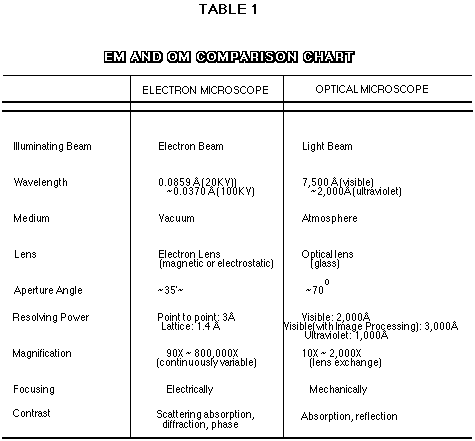 TABLE 1
EM AND OM COMPARISON CHART
ELECTRON MICROSCOPE OPTICAL MICROSCOPE
Illuminating Beam Electron Beam Light Beam
Wavelength 0.0859 Å (20KV)) 7,500 Å (visible)
~0.0370 Å (100KV) ~2,000Å (ultraviolet)
Medium Vacuum Atmosphere
Lens Electron Lens Optical lens
(magnetic or electrostatic) (glass)
Aperture Angle ~35'~ ~70°
Resolving Power Point to point: 3Å Visible: 2,000Å
Lattice: 1.4 Å Visible(with Image Processing): 3,000Å
Ultraviolet: 1,000Å
Magnification 90X ~ 800,000X 10X ~ 2,000X
(continuously variable) (lens exchange)
Focusing Electrically Mechanically
Contrast Scattering absorption, Absorption, reflection
diffraction, phase